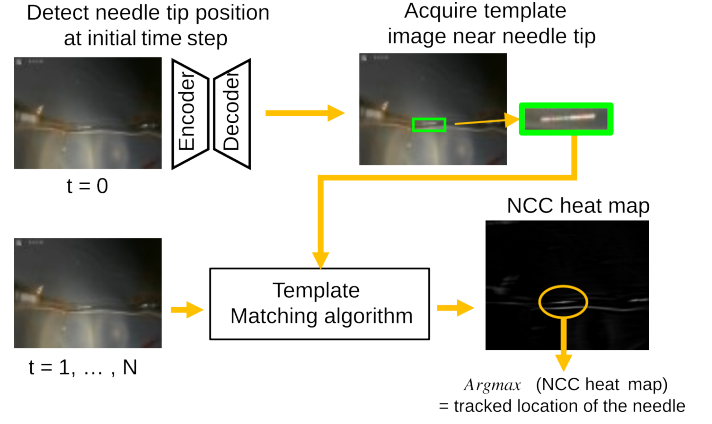 Detect needle tip position
at initial time step
Acquire template
image near needle tip
Encoder
Decoder
t = 0
NCC heat map
Template
Matching algorithm
t = 1, … , N
Argmax (NCC heat map)
= tracked location of the needle